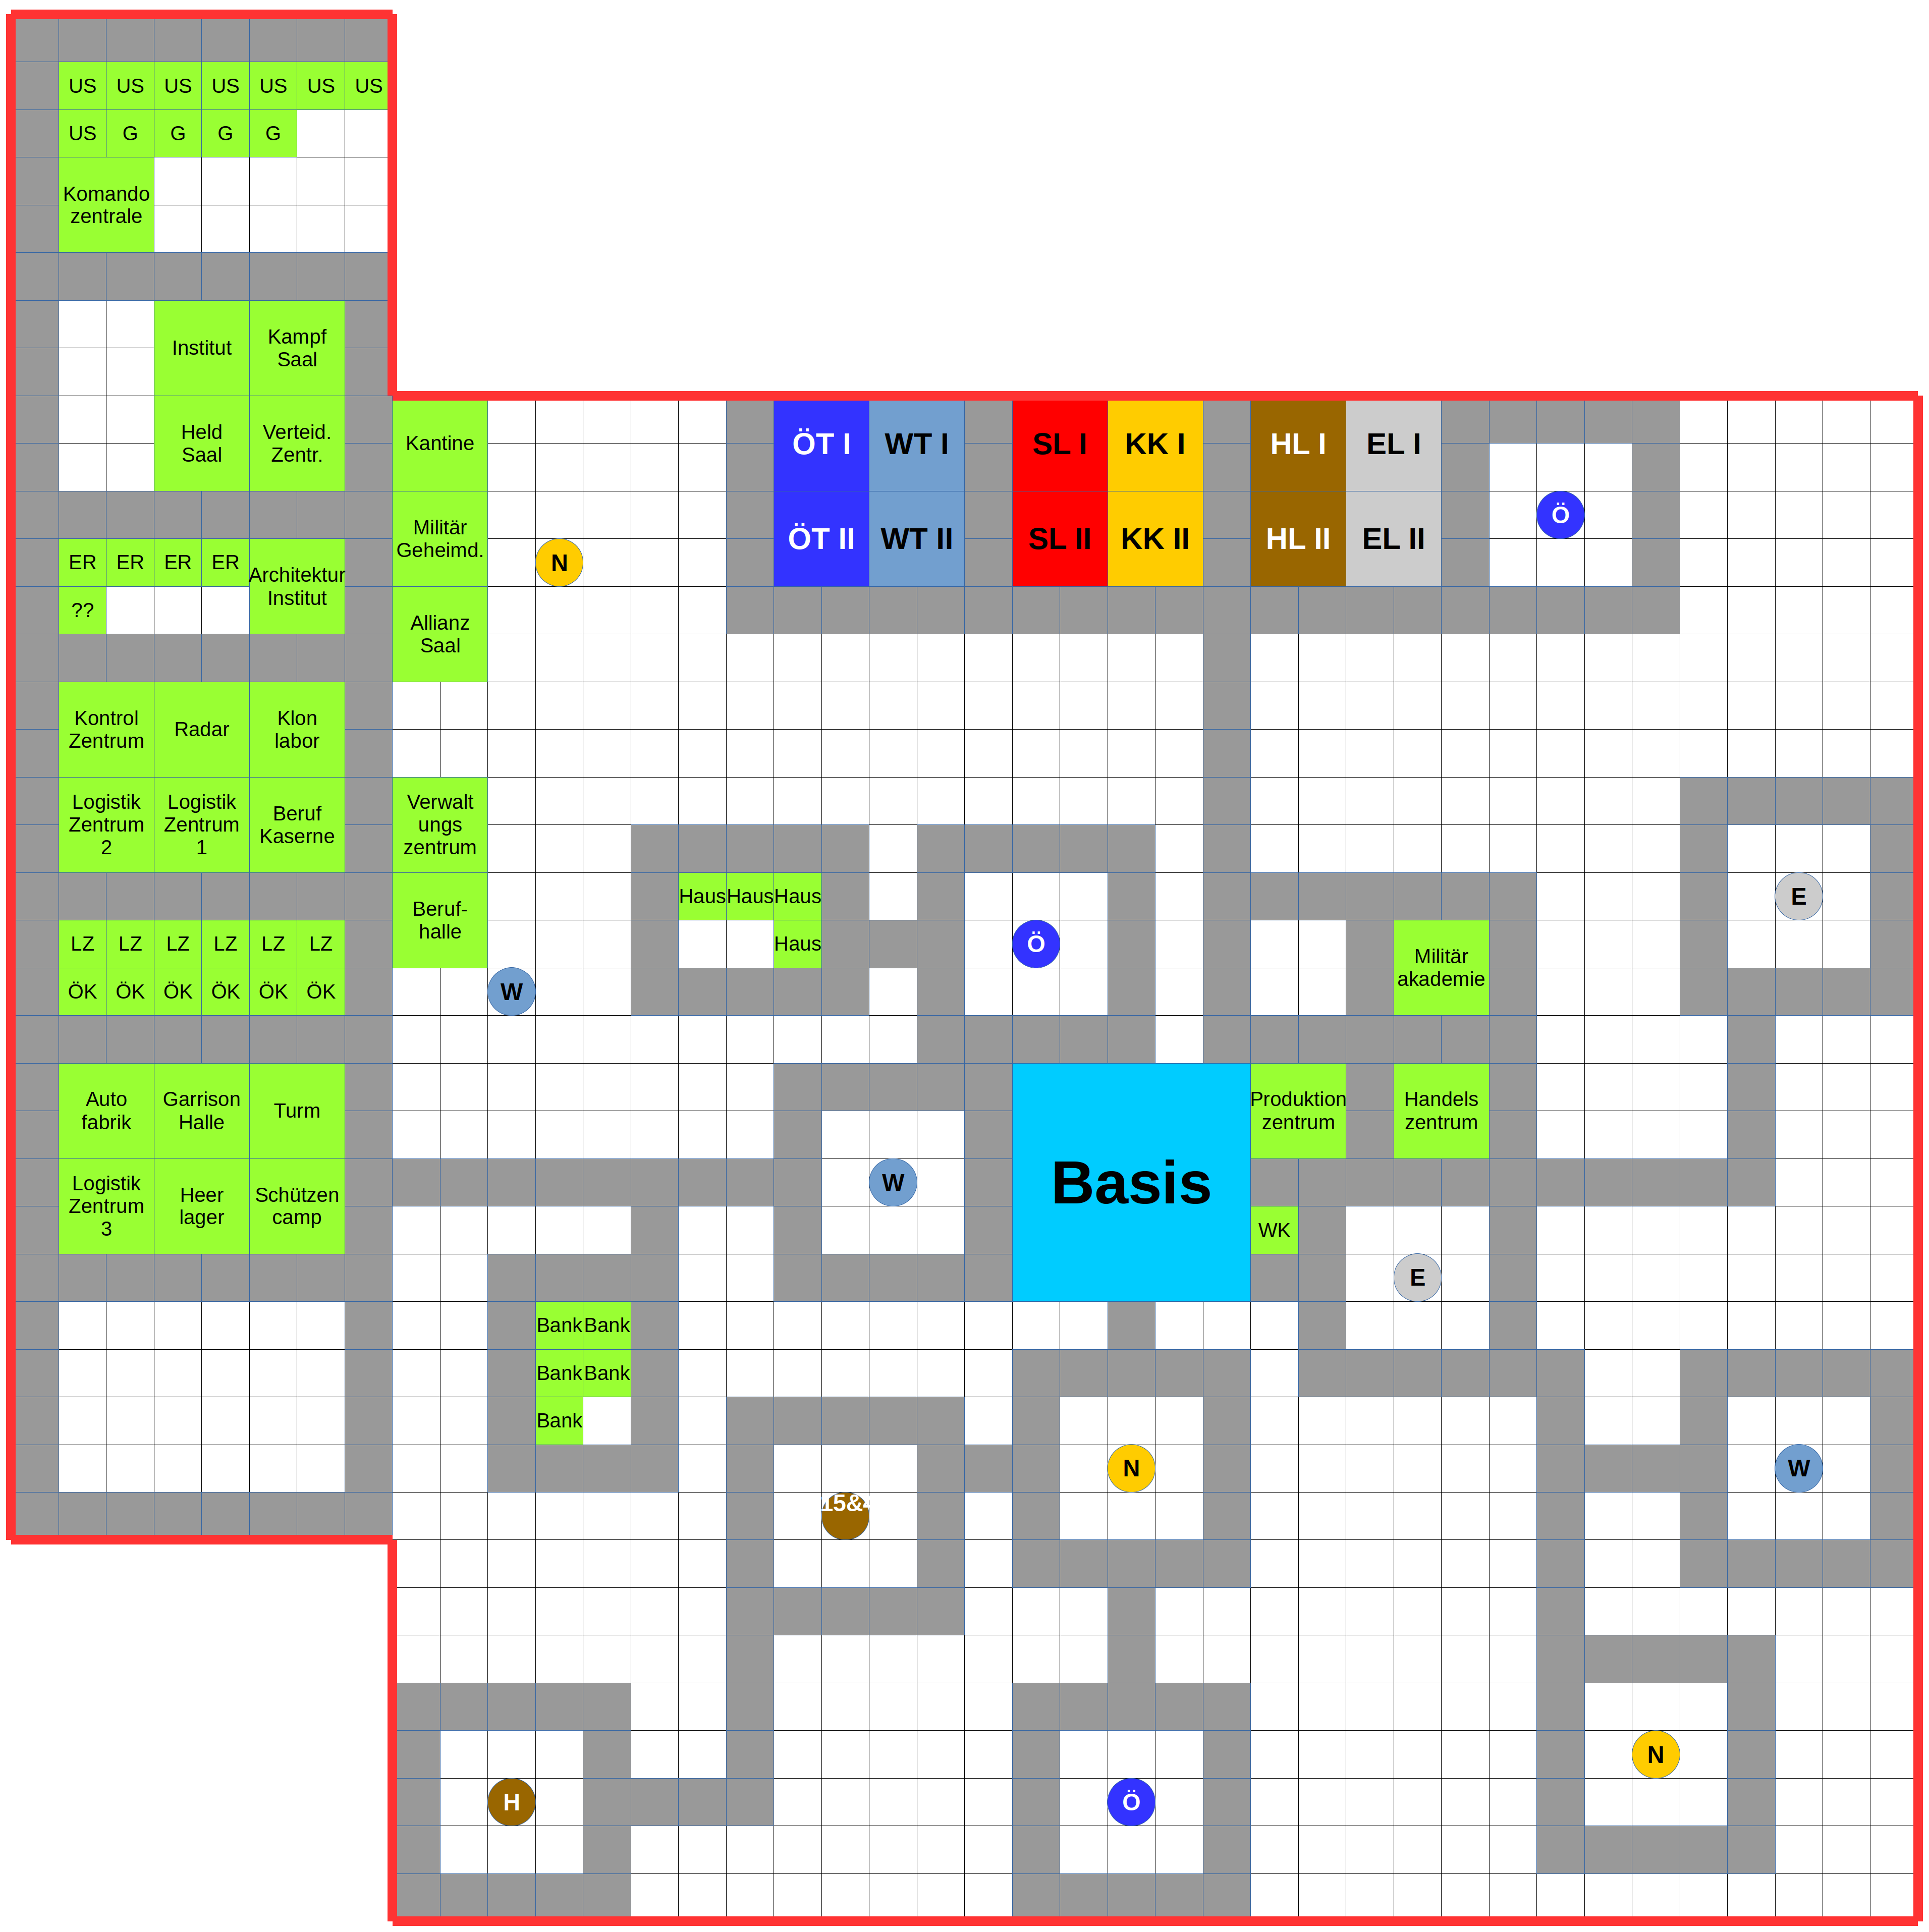 US US US US US US US
US G G G G
Komando
zentrale
Institut
Kampf
Saal
Held
Saal
Verteid.
Zentr.
Kantine
ÖT I
WT I
SL I
KK I
HL I
EL I
Militär
Geheimd.
ÖT II
WT II
SL II
KK II
HL II
EL II
Ö
N
ER ER ER ER
Architektur
Institut
??
Allianz
Saal
Kontrol
Zentrum
Radar
Klon
labor
Logistik
Zentrum
2
Logistik
Zentrum
1
Beruf
Kaserne
Verwalt
ungs
zentrum
Haus Haus Haus
Haus
Beruf-
halle
E
LZ LZ LZ LZ LZ LZ
Ö
Militär
akademie
ÖK ÖK ÖK ÖK ÖK ÖK
W
Auto
fabrik
Garrison
Halle
Turm
Produktion
zentrum
Handels
zentrum
Logistik
Zentrum
3
Heer
lager
Schützen
camp
W
Basis
WK
E
Bank Bank
Bank Bank
Bank
N
W
N
H
Ö